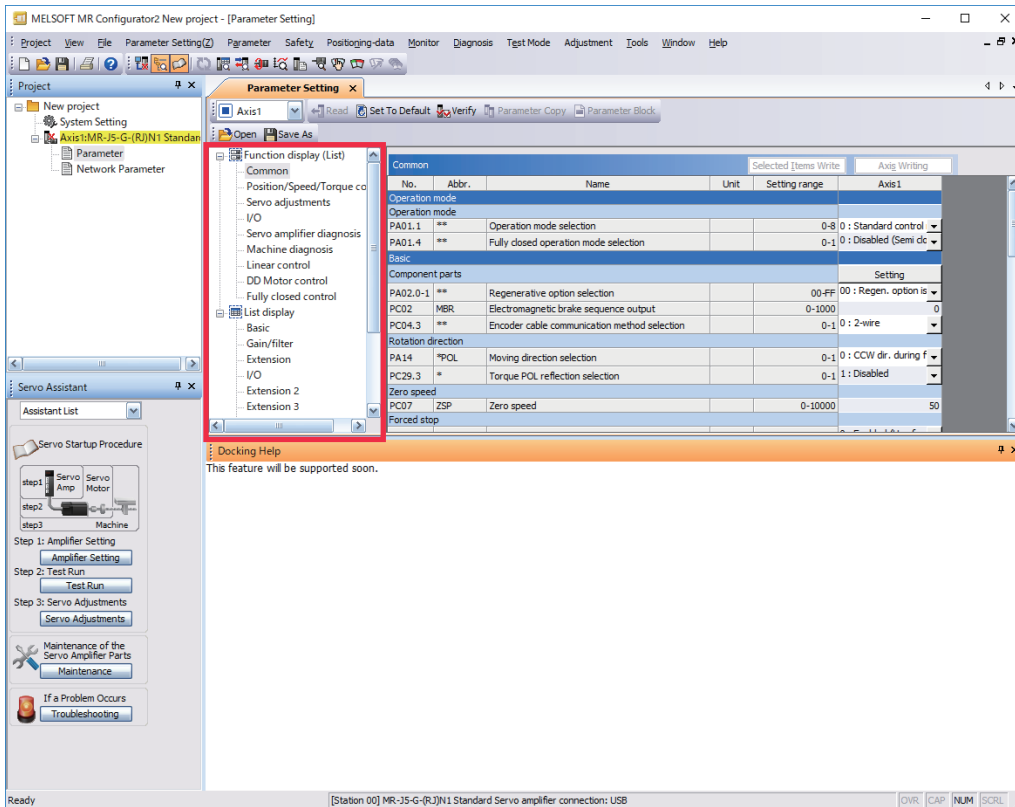 MELSOFT MR Configurator2 New project - [Parameter Setting]
Project View File Parameter Setting(Z) Parameter Safety Positioning-data Monitor Diagnosis Test Mode Adjustment Tools Window Help
Project
New project
System Setting
Axis1:MR-J5-G-(RJ)N1 Standar
Parameter
Network Parameter
Servo Assistant
Assistant List
Servo Startup Procedure
step1
Servo Amp
Servo Motor
step2
step3
Machine
Step 1: Amplifier Setting
Amplifier Setting
Step 2: Test Run
Test Run
Step 3: Servo Adjustments
Servo Adjustments
Maintenance of the
Servo Amplifier Parts
Maintenance
If a Problem Occurs
Troubleshooting
Parameter Setting
Axis1 Read Set To Default Verify Parameter Copy Parameter Block
Open Save As
Function display (List)
Common
Position/Speed/Torque co
Servo adjustments
I/O
Servo amplifier diagnosis
Machine diagnosis
Linear control
DD Motor control
Fully closed control
List display
Basic
Gain/filter
Extension
I/O
Extension 2
Extension 3
Common Selected Items Write Axis Writing
No. Abbr. Name Unit Setting range Axis1
Operation mode
Operation mode
PA01.1 ** Operation mode selection 0-8 0 : Standard control
PA01.4 ** Fully closed operation mode selection 0-1 0 : Disabled (Semi clc
Basic
Component parts Setting
PA02.0-1 ** Regenerative option selection 00-FF 00 : Regen. option is
PC02 MBR Electromagnetic brake sequence output 0-1000 0
PC04.3 ** Encoder cable communication method selection 0-1 0 : 2-wire
Rotation direction
PA14 *POL Moving direction selection 0-1 0 : CCW dir. during f
PC29.3 * Torque POL reflection selection 0-1 1 : Disabled
Zero speed
PC07 ZSP Zero speed 0-10000 50
Forced stop
Docking Help
This feature will be supported soon.
Ready [Station 00] MR-J5-G-(RJ)N1 Standard Servo amplifier connection: USB OVR CAP NUM SCRL